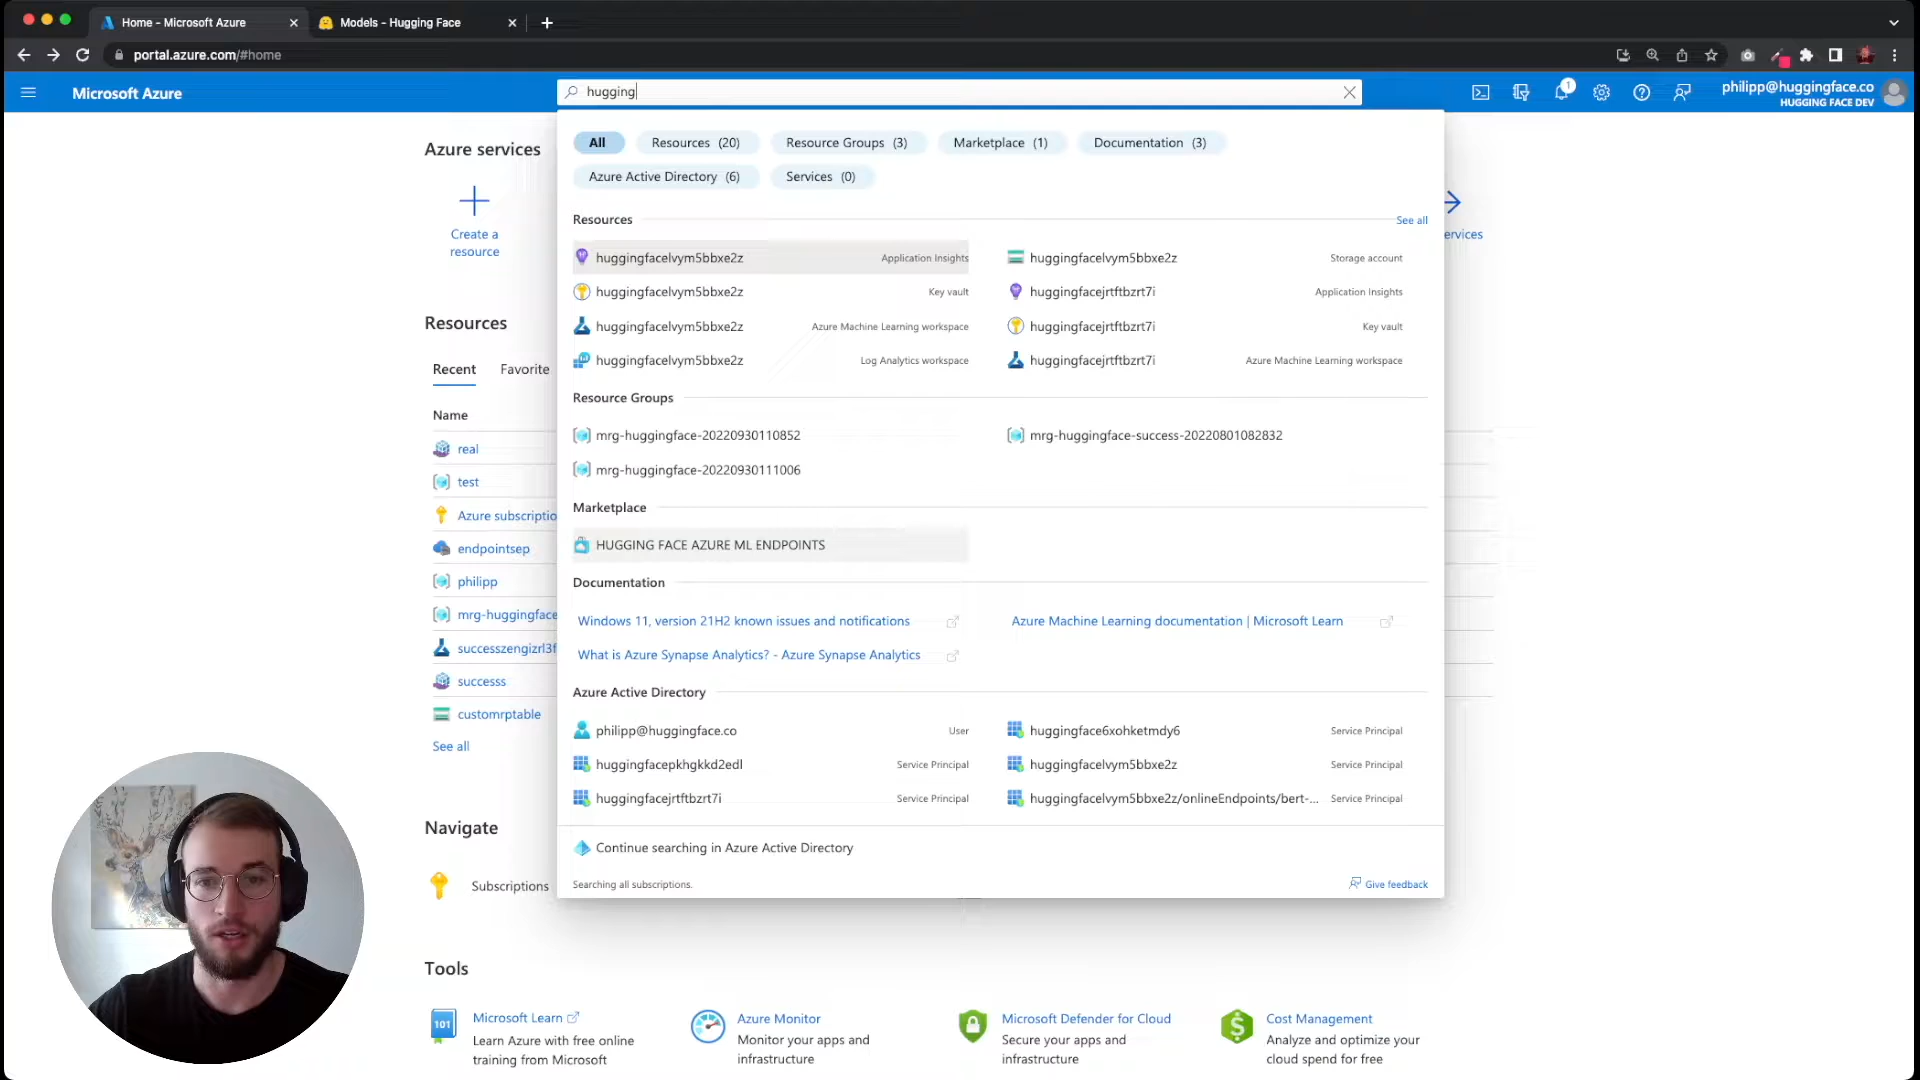 Home - Microsoft Azure
Models - Hugging Face
portal.azure.com/#home
Microsoft Azure
hugging
1
philipp@huggingface.co
HUGGING FACE DEV
All
Resources (20)
Resource Groups (3)
Marketplace (1)
Documentation (3)
Azure Active Directory (6)
Services (0)
Azure services
Create a
resource
ervices
Resources
See all
huggingfacelvym5bbxe2z
Application Insights
huggingfacelvym5bbxe2z
Storage account
huggingfacelvym5bbxe2z
Key vault
huggingfacejrtftbzrt7i
Application Insights
huggingfacelvym5bbxe2z
Azure Machine Learning workspace
huggingfacejrtftbzrt7i
Key vault
huggingfacelvym5bbxe2z
Log Analytics workspace
huggingfacejrtftbzrt7i
Azure Machine Learning workspace
Resource Groups
mrg-huggingface-20220930110852
mrg-huggingface-success-20220801082832
mrg-huggingface-20220930111006
Marketplace
HUGGING FACE AZURE ML ENDPOINTS
Documentation
Windows 11, version 21H2 known issues and notifications
Azure Machine Learning documentation | Microsoft Learn
What is Azure Synapse Analytics? - Azure Synapse Analytics
Azure Active Directory
philipp@huggingface.co
User
huggingface6xohketmdy6
Service Principal
huggingfacepkhgkkd2edl
Service Principal
huggingfacelvym5bbxe2z
Service Principal
huggingfacejrtftbzrt7i
Service Principal
huggingfacelvym5bbxe2z/onlineEndpoints/bert-...
Service Principal
Continue searching in Azure Active Directory
Searching all subscriptions.
Give feedback
Resources
Recent
Favorite
Name
real
test
Azure subscriptio
endpointsep
philipp
mrg-huggingface
successzengizrl3f
successs
customrptable
See all
Navigate
Subscriptions
Tools
101
Microsoft Learn
Learn Azure with free online
training from Microsoft
Azure Monitor
Monitor your apps and
infrastructure
Microsoft Defender for Cloud
Secure your apps and
infrastructure
Cost Management
Analyze and optimize your
cloud spend for free